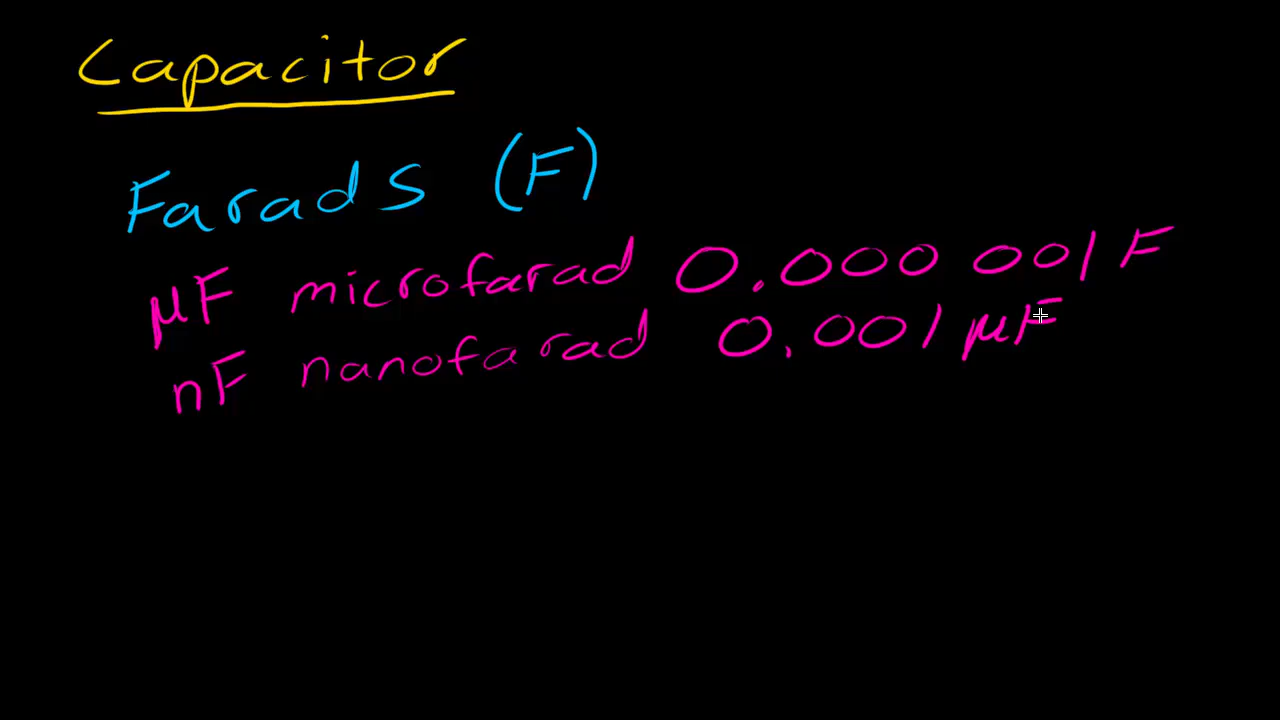 Capacitor
Farads (F)
μF microfarad 0.000 001 F
nF nanofarad 0.001 μF